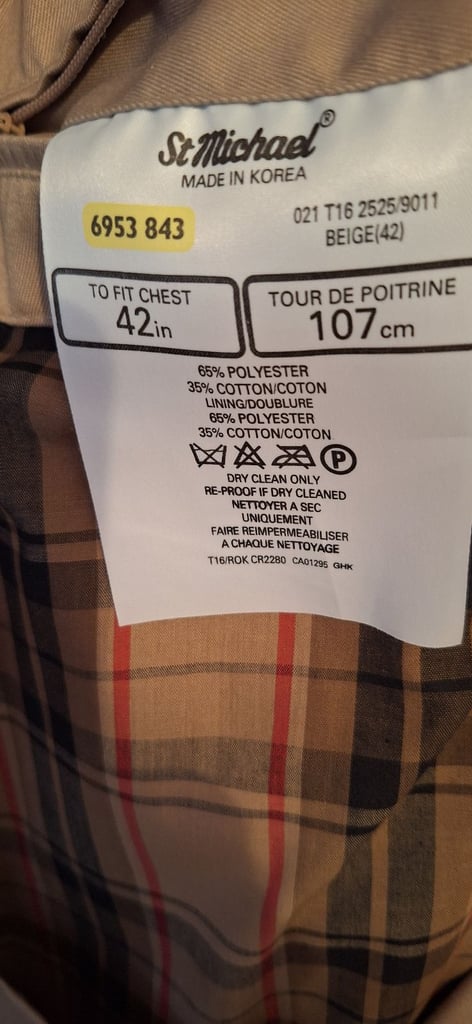 St Michael®
MADE IN KOREA
6953 843
021 T16 2525/9011
BEIGE(42)
TO FIT CHEST
42in
TOUR DE POITRINE
107cm
65% POLYESTER
35% COTTON/COTON
LINING/DOUBLURE
65% POLYESTER
35% COTTON/COTON
P
DRY CLEAN ONLY
RE-PROOF IF DRY CLEANED
NETTOYER A SEC
UNIQUEMENT
FAIRE REIMPERMEABILISER
A CHAQUE NETTOYAGE
T16/ROK CR2280 CA01295 GHK